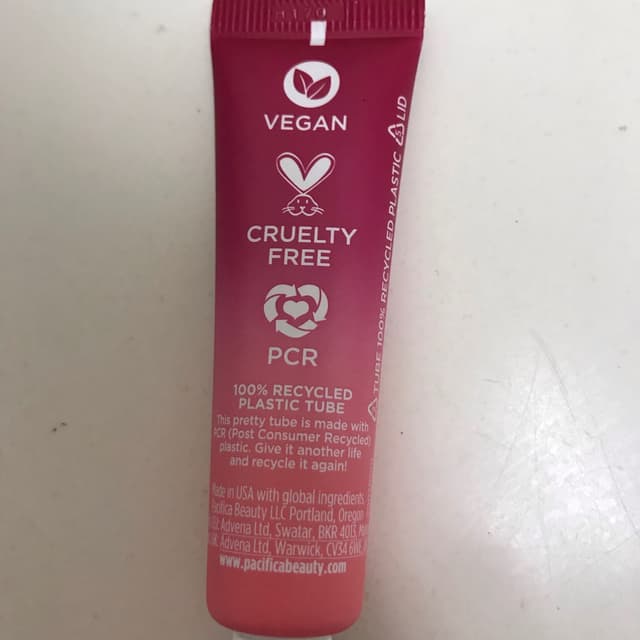 VEGAN
CRUELTY
FREE
PCR
100% RECYCLED
PLASTIC TUBE
This pretty tube is made with
PCR (Post Consumer Recycled)
plastic. Give it another life
and recycle it again!
Made in USA with global ingredients.
Pacifica Beauty LLC Portland, Oregon
Advena Ltd, Swatar, BKR 4013,
Advena Ltd, Warwick, CV34
www.pacificabeauty.com
TUBE 100% RECYCLED PLASTIC 5 LID